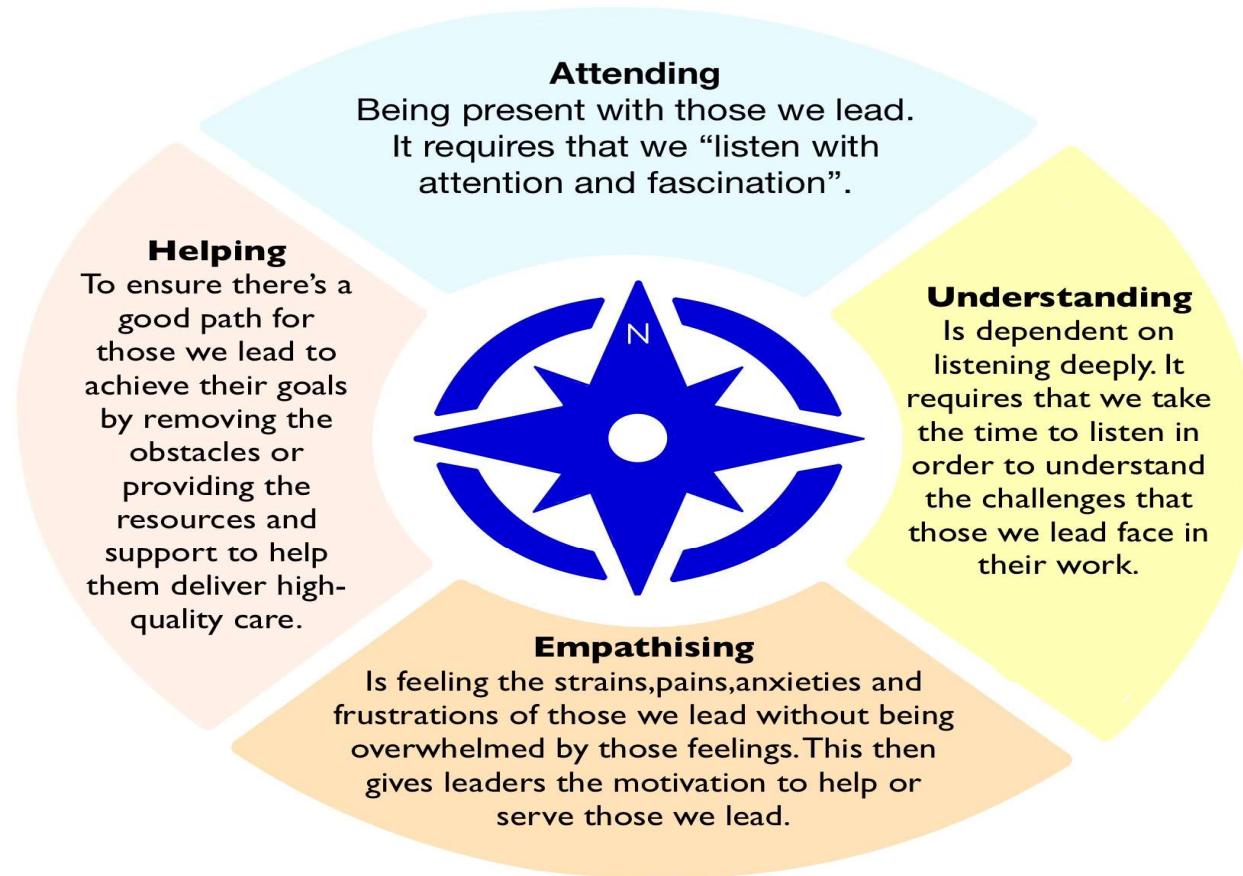 Attending
Being present with those we lead.
It requires that we “listen with
attention and fascination”.
Understanding
Is dependent on
listening deeply. It
requires that we take
the time to listen in
order to understand
the challenges that
those we lead face in
their work.
Empathising
Is feeling the strains,pains,anxieties and
frustrations of those we lead without being
overwhelmed by those feelings. This then
gives leaders the motivation to help or
serve those we lead.
Helping
To ensure there’s a
good path for
those we lead to
achieve their goals
by removing the
obstacles or
providing the
resources and
support to help
them deliver high-
quality care.
N